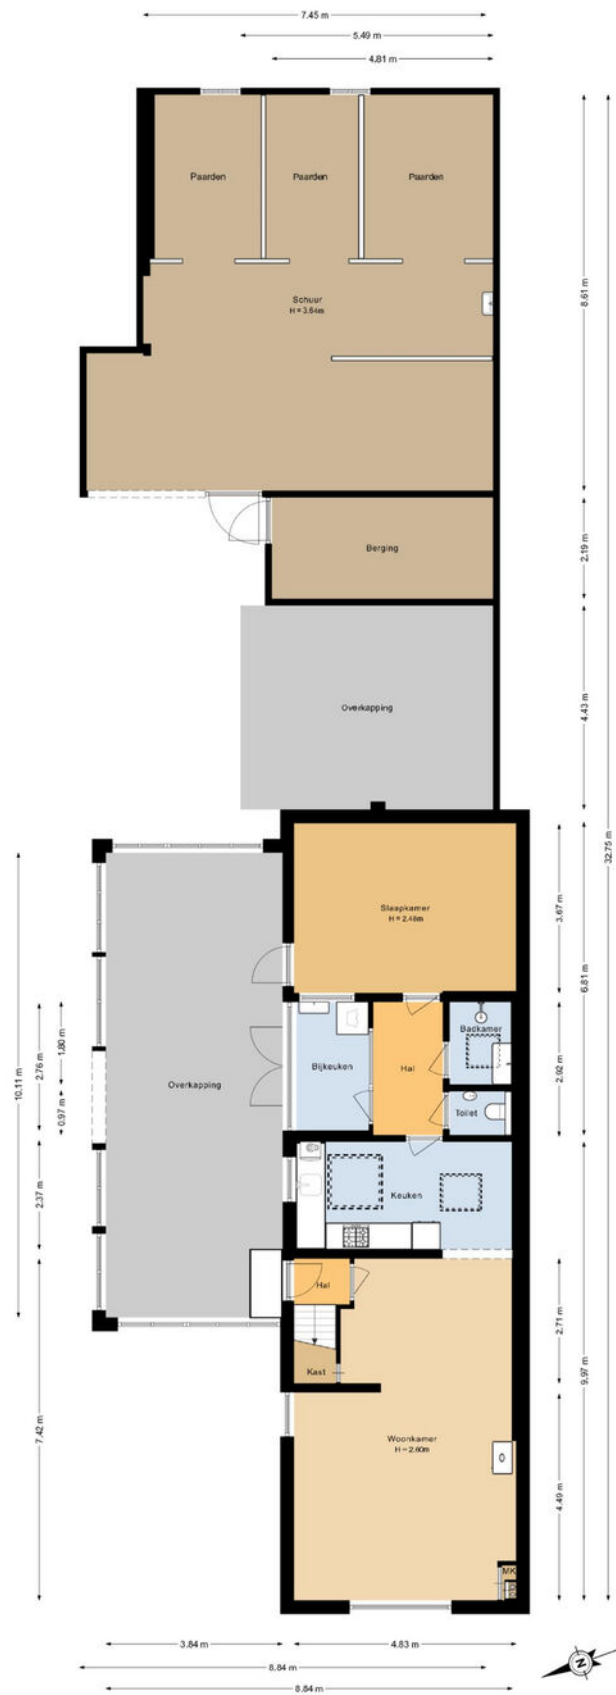 7.45 m
5.49 m
4.81 m
Paarden
Paarden
Paarden
Schuur
H = 3.64m
8.61 m
Berging
2.19 m
Overkapping
4.43 m
32.75 m
Slaapkamer
H = 2.48m
3.67 m
6.81 m
10.11 m
2.76 m
1.80 m
0.97 m
Overkapping
Bijkeuken
Hal
Badkamer
Toilet
2.92 m
2.37 m
Keuken
Hal
Kast
2.71 m
9.97 m
7.42 m
Woonkamer
H = 2.60m
4.49 m
MK
3.84 m
4.83 m
8.84 m
8.84 m
N